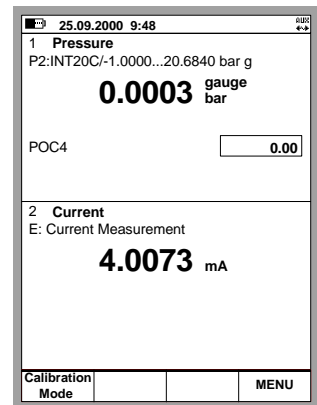 25.09.2000 9:48
AUX
1 Pressure
P2:INT20C/-1.0000...20.6840 bar g
0.0003 gauge bar
POC4 0.00
2 Current
E: Current Measurement
4.0073 mA
Calibration Mode
MENU